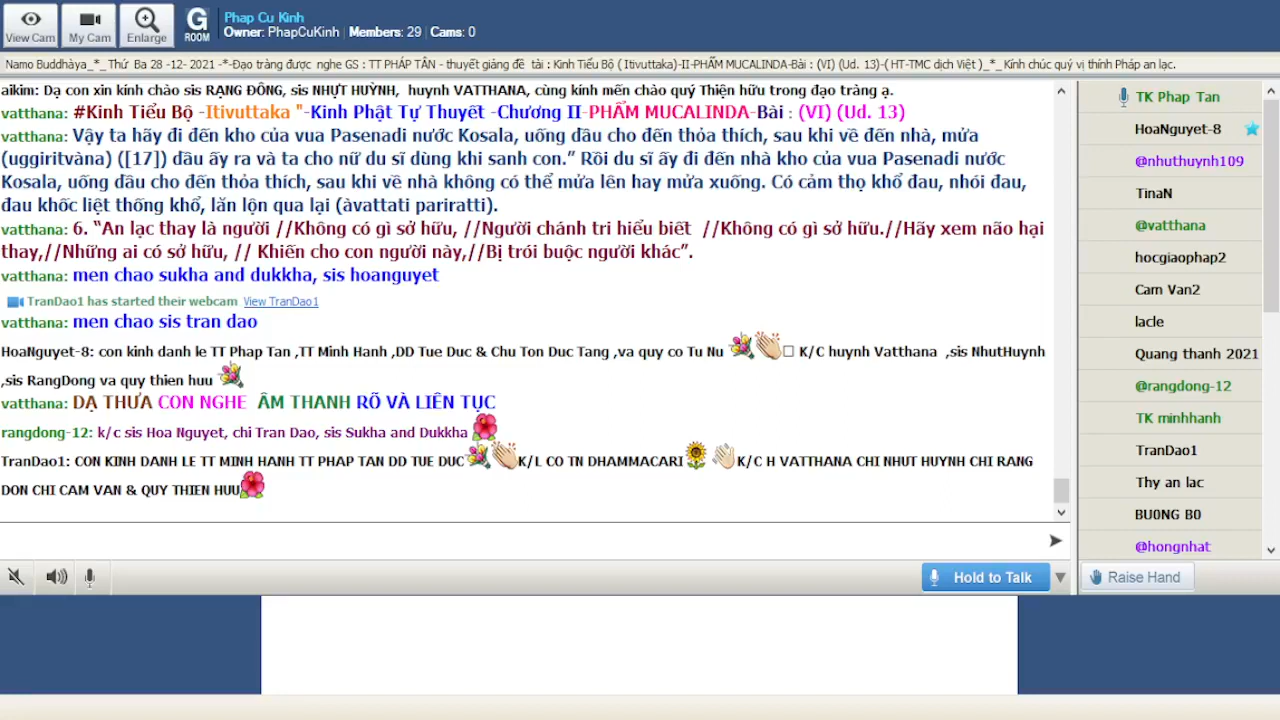 View Cam
My Cam
Enlarge
G
ROOM
Phap Cu Kinh
Owner: PhapCuKinh | Members: 29 | Cams: 0
Namo Buddhàya_*_Thứ Ba 28 -12- 2021 -*-Đạo tràng được nghe GS : TT PHÁP TÂN - thuyết giảng đề tài : Kinh Tiểu Bộ ( Itivuttaka)-II-PHẨM MUCALINDA-Bài : (VI) (Ud. 13)-( HT-TMC dịch Việt )_*_ Kính chúc quý vị thính Pháp an lạc.
aikim: Dạ con xin kính chào sis RẠNG ĐÔNG, sis NHỰT HUỲNH, huynh VATTHANA, cùng kính mến chào quý Thiện hữu trong đạo tràng ạ.
vatthana: #Kinh Tiểu Bộ -Itivuttaka "-Kinh Phật Tự Thuyết -Chương II-PHẨM MUCALINDA-Bài : (VI) (Ud. 13)
vatthana: Vậy ta hãy đi đến kho của vua Pasenadi nước Kosala, uống dầu cho đến thỏa thích, sau khi về đến nhà, mửa
(uggiritvàna) ([17]) dầu ấy ra và ta cho nữ du sĩ dùng khi sanh con.” Rồi du sĩ ấy đi đến nhà kho của vua Pasenadi nước
Kosala, uống dầu cho đến thỏa thích, sau khi về nhà không có thể mửa lên hay mửa xuống. Có cảm thọ khổ đau, nhói đau,
đau khốc liệt thống khổ, lăn lộn qua lại (àvattati pariratti).
vatthana: 6. “An lạc thay là người //Không có gì sở hữu, //Người chánh tri hiểu biết //Không có gì sở hữu.//Hãy xem não hại
thay,//Những ai có sở hữu, // Khiến cho con người này,//Bị trói buộc người khác”.
vatthana: men chao sukha and dukkha, sis hoanguyet
TranDao1 has started their webcam View TranDao1
vatthana: men chao sis tran dao
HoaNguyet-8: con kinh danh le TT Phap Tan ,TT Minh Hanh ,DD Tue Duc & Chu Ton Duc Tang ,va quy co Tu Nu K/C huynh Vatthana ,sis NhutHuynh
,sis RangDong va quy thien huu
vatthana: DẠ THƯA CON NGHE ÂM THANH RÕ VÀ LIÊN TỤC
rangdong-12: k/c sis Hoa Nguyet, chi Tran Dao, sis Sukha and Dukkha
TranDao1: CON KINH DANH LE TT MINH HANH TT PHAP TAN DD TUE DUC K/L CO TN DHAMMACARI K/C H VATTHANA CHI NHUT HUYNH CHI RANG
DON CHI CAM VAN & QUY THIEN HUU
TK Phap Tan
HoaNguyet-8
@nhuthuynh109
TinaN
@vatthana
hocgiaophap2
Cam Van2
lacle
Quang thanh 2021
@rangdong-12
TK minhhanh
TranDao1
Thy an lac
BU0NG B0
@hongnhat
Hold to Talk
Raise Hand